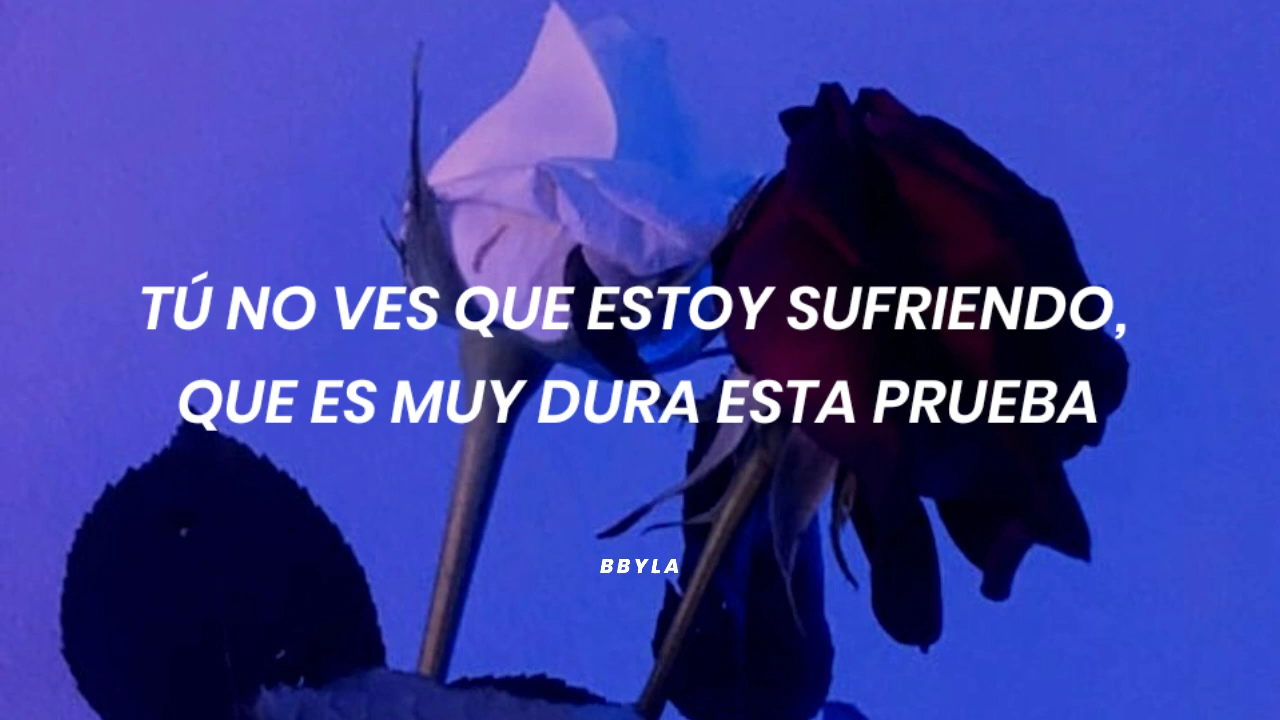 TÚ NO VES QUE ESTOY SUFRIENDO,
QUE ES MUY DURA ESTA PRUEBA
BBYLA